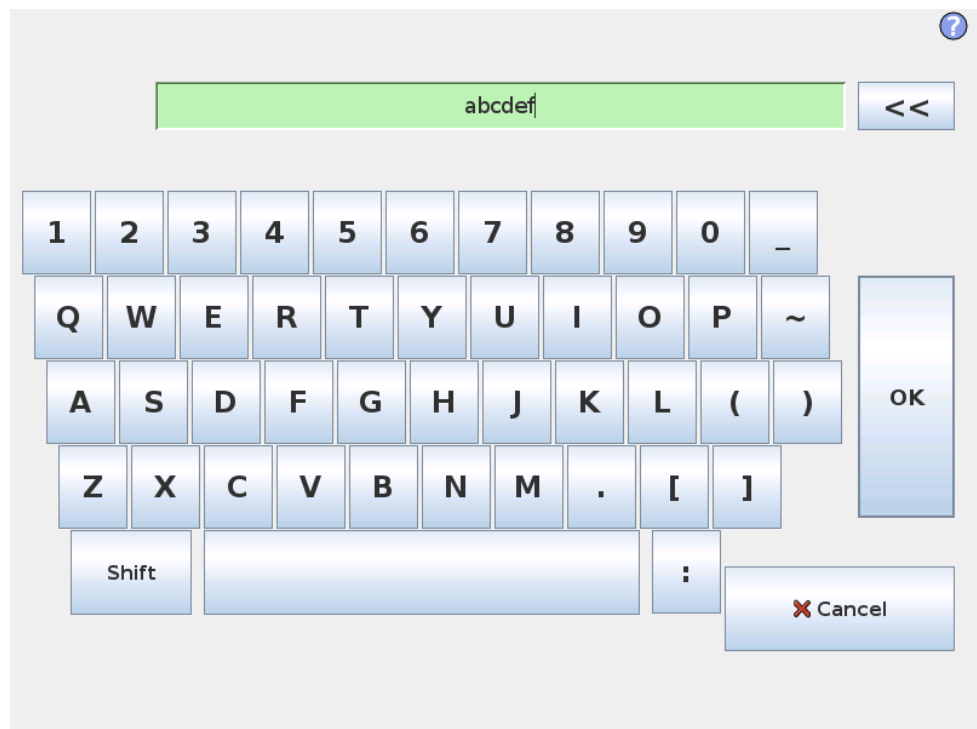 ?
abcdef <<
1 2 3 4 5 6 7 8 9 0 _
Q W E R T Y U I O P ~
A S D F G H J K L ( ) OK
Z X C V B N M . [ ]
Shift : Cancel